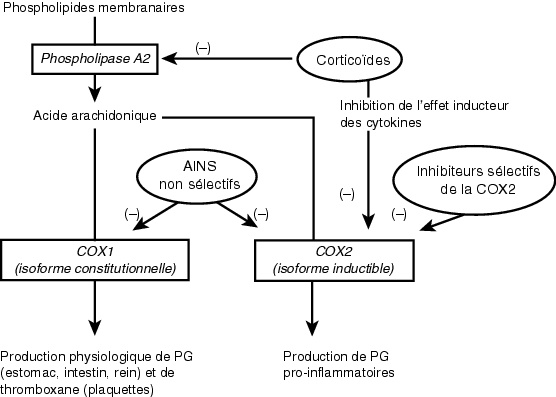 Phospholipides membranaires
(–)
Phospholipase A2
Corticoïdes
Acide arachidonique
Inhibition de l'effet inducteur
des cytokines
AINS
non sélectifs
Inhibiteurs sélectifs
de la COX2
(–)
(–)
(–)
(–)
COX1
(isoforme constitutionnelle)
COX2
(isoforme inductible)
Production physiologique de PG
(estomac, intestin, rein) et de
thromboxane (plaquettes)
Production de PG
pro-inflammatoires